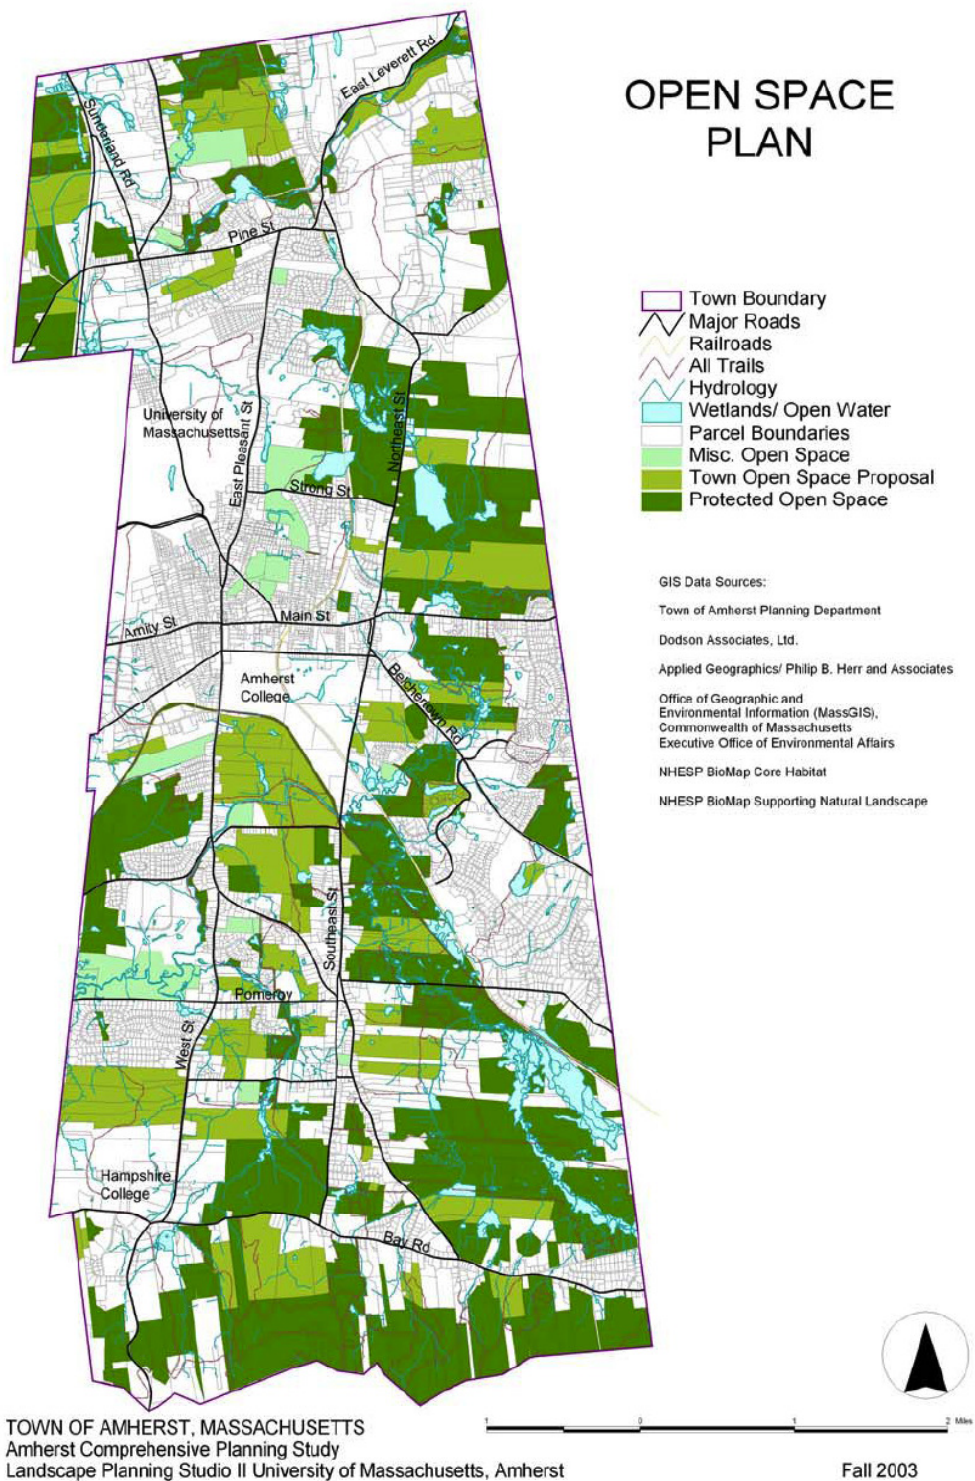 OPEN SPACE
PLAN
East Leverett Rd
Sunderland Rd
Pine St
Town Boundary
Major Roads
Railroads
All Trails
Hydrology
Wetlands/ Open Water
Parcel Boundaries
Misc. Open Space
Town Open Space Proposal
Protected Open Space
University of
Massachusetts
East Pleasant St
Northeast St
Strong St
GIS Data Sources:
Town of Amherst Planning Department
Dodson Associates, Ltd.
Applied Geographics/ Philip B. Herr and Associates
Office of Geographic and
Environmental Information (MassGIS),
Commonwealth of Massachusetts
Executive Office of Environmental Affairs
NHESP BioMap Core Habitat
NHESP BioMap Supporting Natural Landscape
Main St
Amity St
Amherst
College
Belchertown Rd
Southeast St
Pomeroy
West St
Hampshire
College
Bay Rd
1 0 1 2 Miles
TOWN OF AMHERST, MASSACHUSETTS
Amherst Comprehensive Planning Study
Landscape Planning Studio II University of Massachusetts, Amherst
Fall 2003